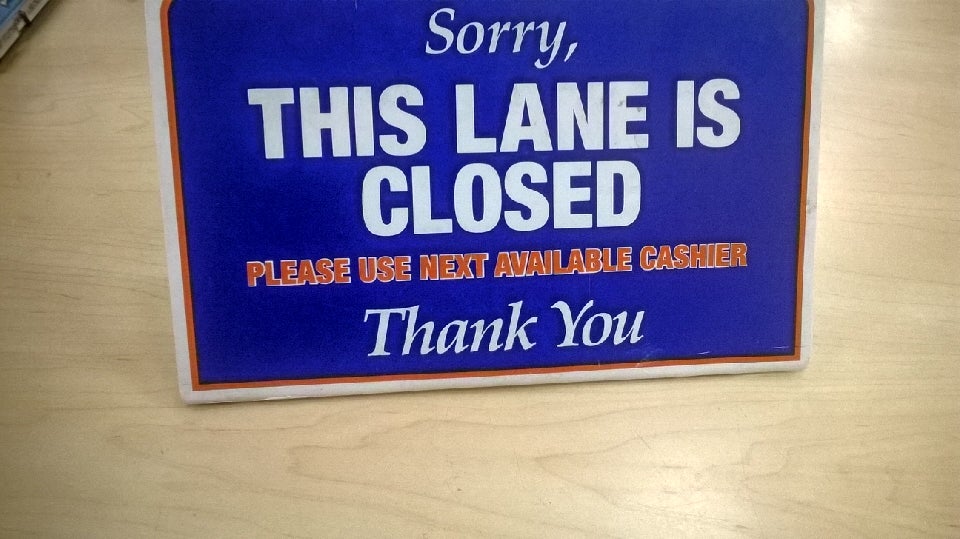 Sorry,
THIS LANE IS
CLOSED
PLEASE USE NEXT AVAILABLE CASHIER
Thank You